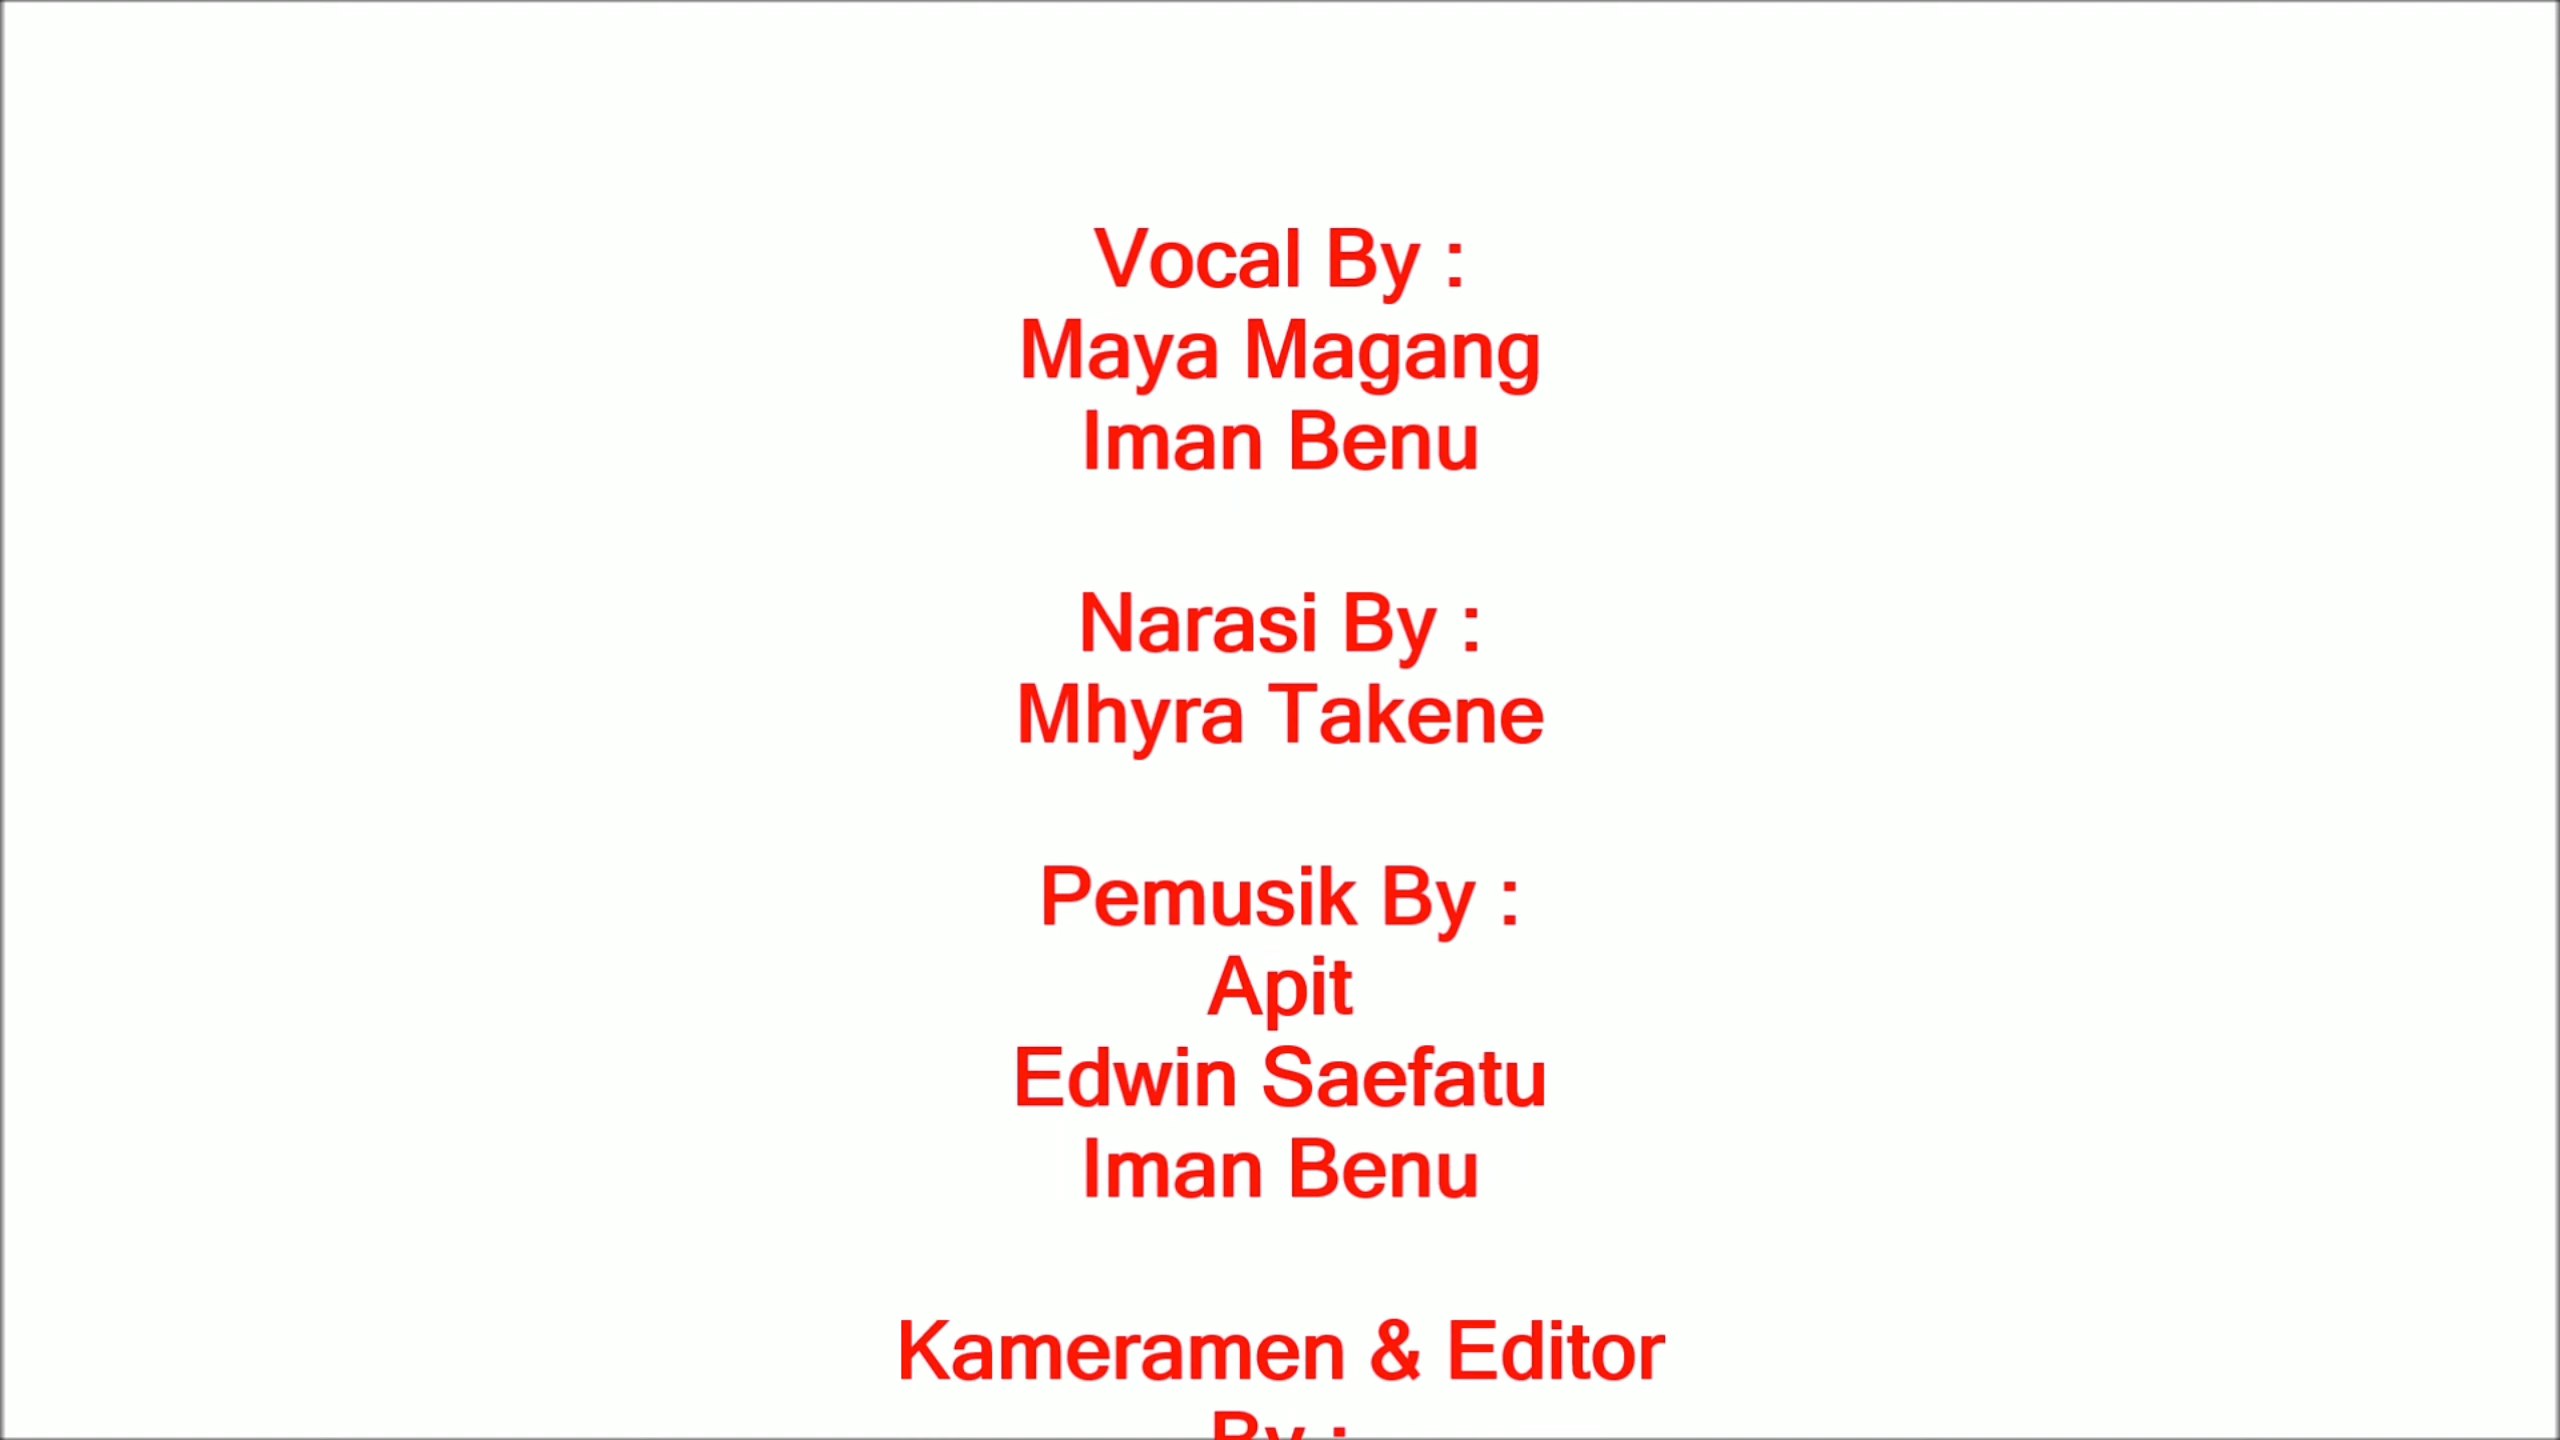 Vocal By :
Maya Magang
Iman Benu
Narasi By :
Mhyra Takene
Pemusik By :
Apit
Edwin Saefatu
Iman Benu
Kameramen & Editor
By :